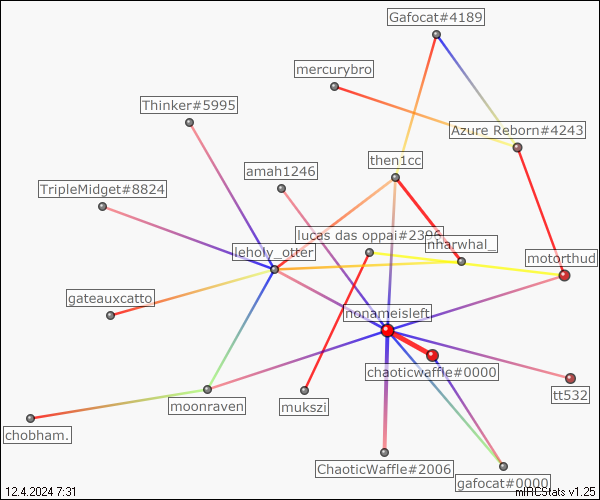 Gafocat#4189
mercurybro
Thinker#5995
Azure Reborn#4243
then1cc
amah1246
TripleMidget#8824
lucas das oppai#2396
nharwhal_
leholy_otter
motorthud
gateauxcatto
nonameisleft
chaoticwaffle#0000
tt532
moonraven
mukszi
chobham.
ChaoticWaffle#2006
gafocat#0000
12.4.2024 7:31
mIRCStats v1.25